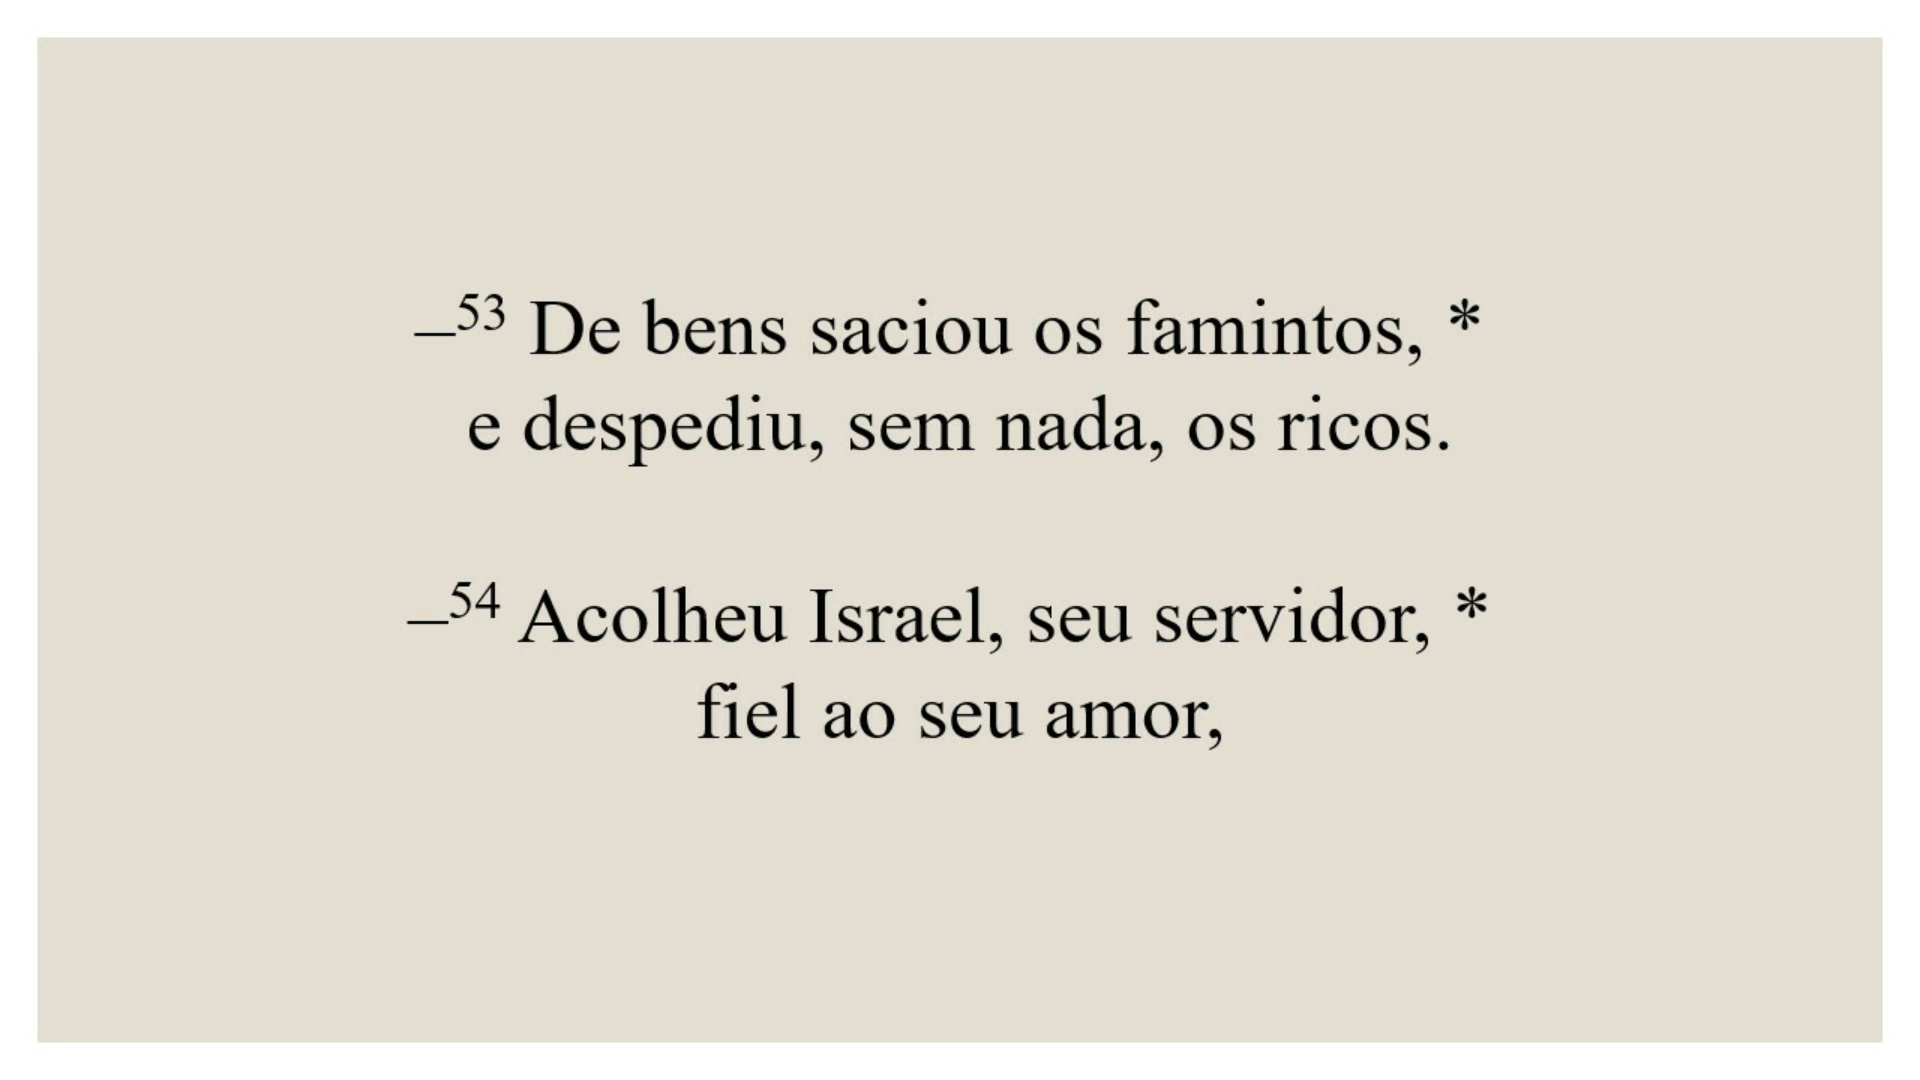 –53 De bens saciou os famintos, *
e despediu, sem nada, os ricos.
–54 Acolheu Israel, seu servidor, *
fiel ao seu amor,